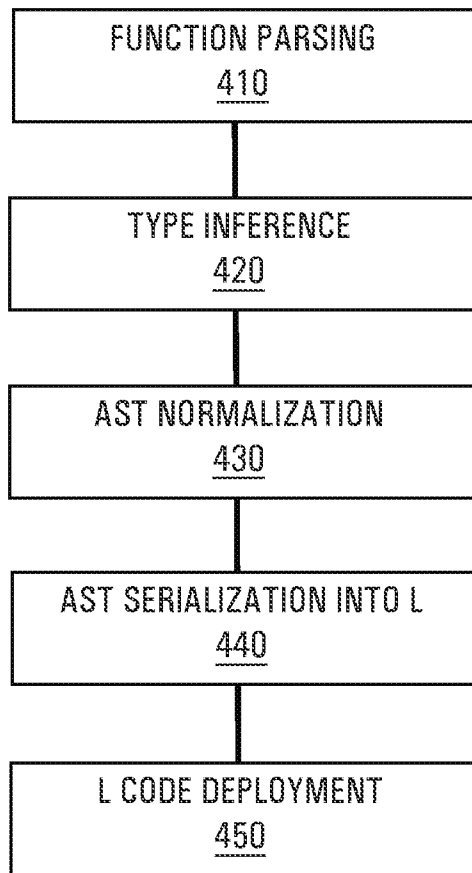 FUNCTION PARSING
410
TYPE INFERENCE
420
AST NORMALIZATION
430
AST SERIALIZATION INTO L
440
L CODE DEPLOYMENT
450